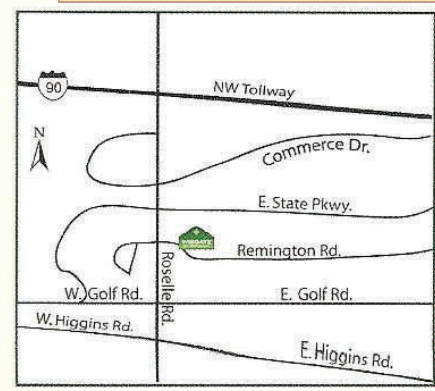 90
NW Tollway
N
Commerce Dr.
E. State Pkwy.
WINGATE
Remington Rd.
Roselle Rd.
W. Golf Rd.
E. Golf Rd.
W. Higgins Rd.
E. Higgins Rd.